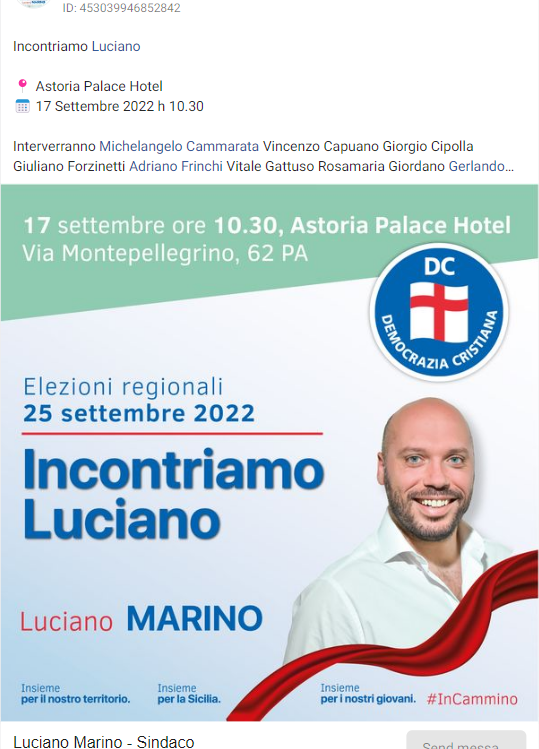 ID: 453039946852842
Incontriamo Luciano
Astoria Palace Hotel
17 Settembre 2022 h 10.30
Interverranno Michelangelo Cammarata Vincenzo Capuano Giorgio Cipolla
Giuliano Forzinetti Adriano Frinchi Vitale Gattuso Rosamaria Giordano Gerlando...
17 settembre ore 10.30, Astoria Palace Hotel
Via Montepellegrino, 62 PA
DC
DEMOCRAZIA CRISTIANA
Elezioni regionali
25 settembre 2022
Incontriamo
Luciano
Luciano MARINO
Insieme
per il nostro territorio.
Insieme
per la Sicilia.
Insieme
per i nostri giovani.
#InCammino
Luciano Marino - Sindaco
Send messa